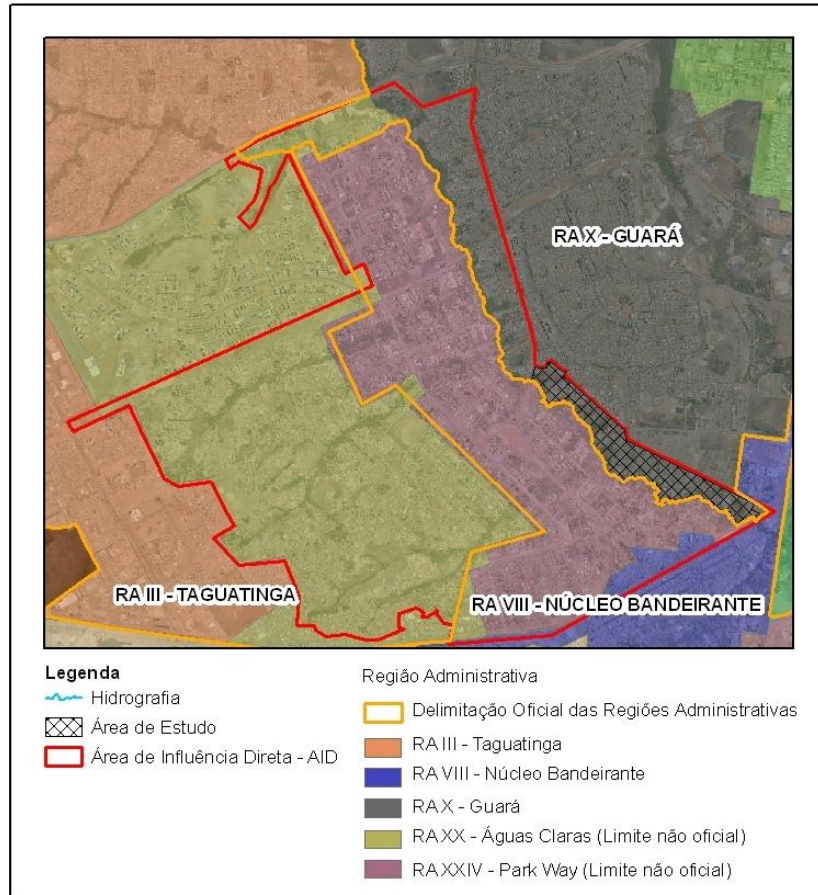 RA X - GUARÁ
RA III - TAGUATINGA
RA VIII - NÚCLEO BANDEIRANTE
Legenda
Hidrografia
Área de Estudo
Área de Influência Direta - AID
Região Administrativa
Delimitação Oficial das Regiões Administrativas
RA III - Taguatinga
RA VIII - Núcleo Bandeirante
RA X - Guará
RA XX - Águas Claras (Limite não oficial)
RA XXIV - Park Way (Limite não oficial)